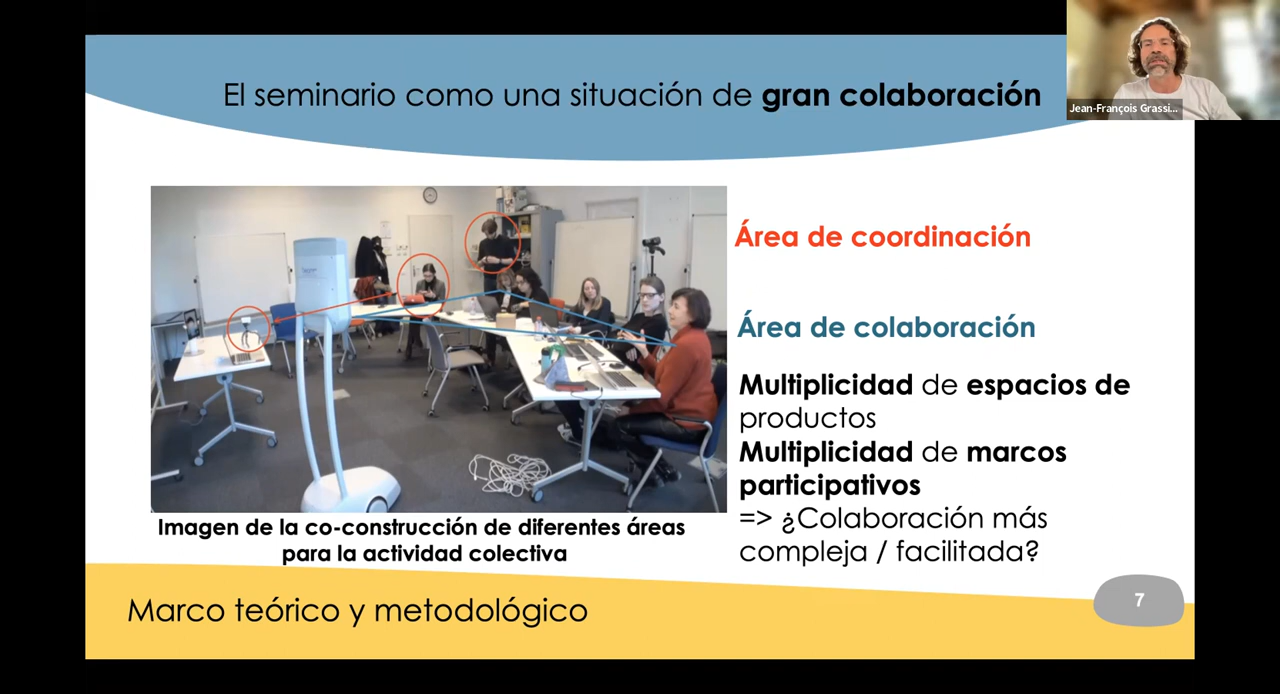 El seminario como una situación de gran colaboración
Jean-François Grassi...
Área de coordinación
Área de colaboración
Multiplicidad de espacios de
productos
Multiplicidad de marcos
participativos
=> ¿Colaboración más
compleja / facilitada?
Imagen de la co-construcción de diferentes áreas
para la actividad colectiva
Marco teórico y metodológico
7